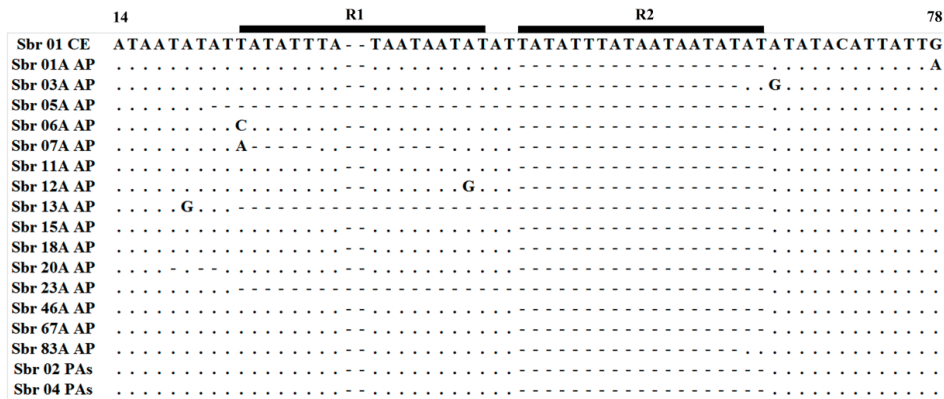 14 R1 R2 78
Sbr 01 CE A T A A T A T A T T A T A T T T A - - T A A T A A T A T A T T A T A T T T A T A A T A A T A T A T A T A T A C A T T A T T G
Sbr 01A AP . . . . . . . . . . . . . . . . . - - . . . . . . . . . . . - - - - - - - - - - - - - - - - - - - . . . . . . . . . . . . A
Sbr 03A AP . . . . . . . . . . . . . . . . . - - . . . . . . . . . . . - - - - - - - - - - - - - - - - - . . G . . . . . . . . . . . .
Sbr 05A AP . . . . . . . - - - - - - - - - - - - - - - - - - - - - - - - - - - - - - - - - - - - - - - - - - . . . . . . . . . . . . .
Sbr 06A AP . . . . . . . . . C . . . . . . . - - . . . . . . . . . . . - - - - - - - - - - - - - - - - - - - . . . . . . . . . . . . .
Sbr 07A AP . . . . . . . . . A - - - - - . . - - . . - - - - . . . . . - - - - - - - - - - - - - - - - - - - . . . . . . . . . . . . .
Sbr 11A AP . . . . . . . . . . . . . . . . . - - . . . . . . . . . . . - - - - - - - - - - - - - - - - - - - . . . . . . . . . . . . .
Sbr 12A AP . . . . . . . . . . . . . . . . . - - . . . . . . . G . . . - - - - - - - - - - - - - - - - - - - . . . . . . . . . . . . .
Sbr 13A AP . . . . . G . . . - - - - - - - - - - - - - - - - - - - - - - - - - - - - - - - - - - - - - - - - . . . . . . . . . . . . .
Sbr 15A AP . . . . . . . . . . . . . . . . . - - . . . . . . . . . . . - - - - - - - - - - - - - - - - - - - . . . . . . . . . . . . .
Sbr 18A AP . . . . . . . . . . . . . . . . . - - . . . . . . . . . . . - - - - - - - - - - - - - - - - - - - . . . . . . . . . . . . .
Sbr 20A AP . . . . - . - - . . . . . . . . . - - . . . . . . . . . . . - - - - - - - - - - - - - - - - - - - . . . . . . . . . . . . .
Sbr 23A AP . . . . . . . . . - - - - - - - - - - - - - - - - - - - - - - - - - - - - - - - - - - - - - - - - . . . . . . . . . . . . .
Sbr 46A AP . . . . . . . . . . . . . . . . . - - . . . . . . . . . . . - - - - - - - - - - - - - - - - - - - . . . . . . . . . . . . .
Sbr 67A AP . . . . . . . . . . . . . . . . . - - . . . . . . . . . . . - - - - - - - - - - - - - - - - - - - . . . . . . . . . . . . .
Sbr 83A AP . . . . . . . . . . . . . . . . . - - . . . . . . . . . . . - - - - - - - - - - - - - - - - - - . . . . . . . . . . . . . .
Sbr 02 PAs . . . . . . . . . . . . . . . . . - - . . . . . . . . . . . - - - - - - - - - - - - - - - - - - - . . . . . . . . . . . . .
Sbr 04 PAs . . . . . . . . . . . . . . . . . - - . . . . . . . . . . . - - - - - - - - - - - - - - - - - - - . . . . . . . . . . . . .